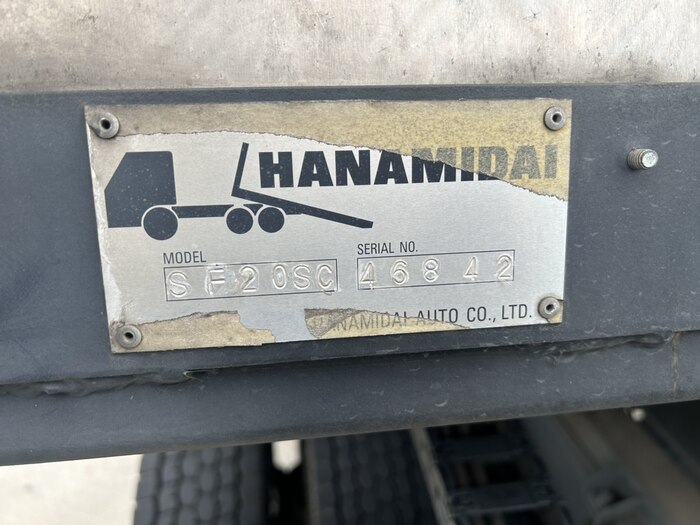 HANAMIDAI
MODEL
SERIAL NO.
SF20SC
46842
HANAMIDAI AUTO CO., LTD.